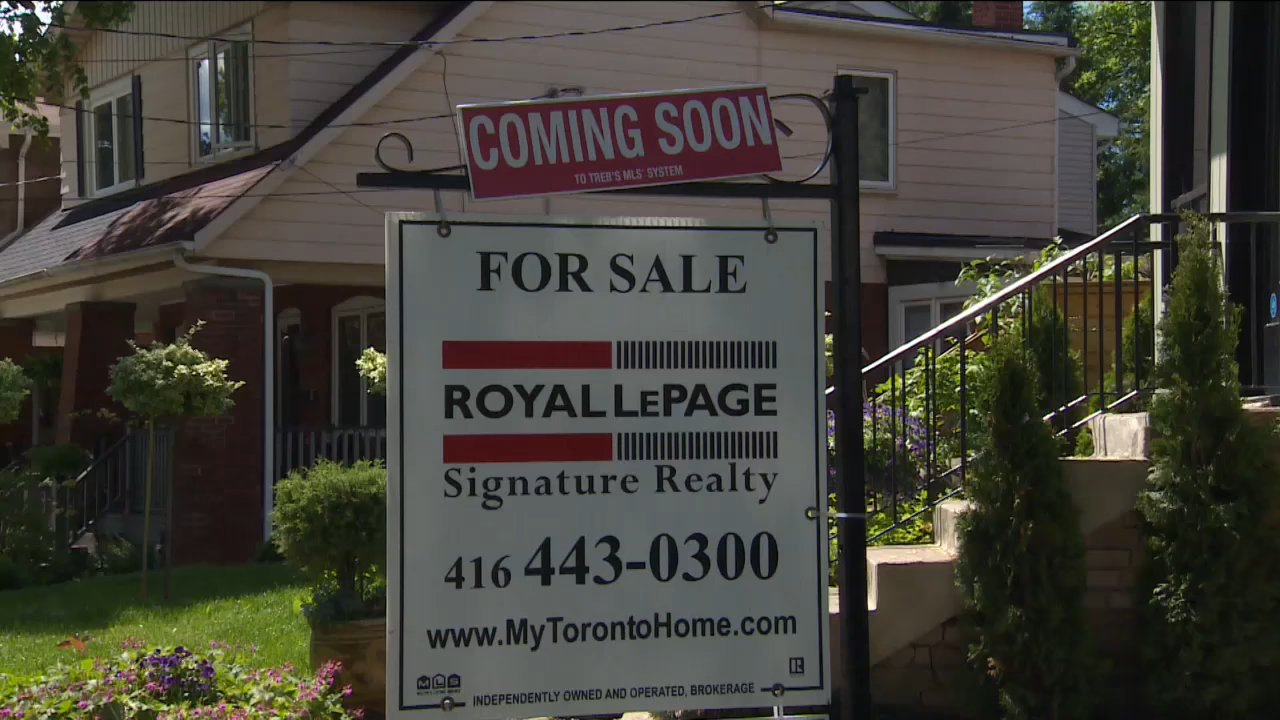 COMING SOON
TO TREB'S MLS® SYSTEM
FOR SALE
ROYAL LEPAGE
Signature Realty
416 443-0300
www.MyTorontoHome.com
MLS
INDEPENDENTLY OWNED AND OPERATED, BROKERAGE
R